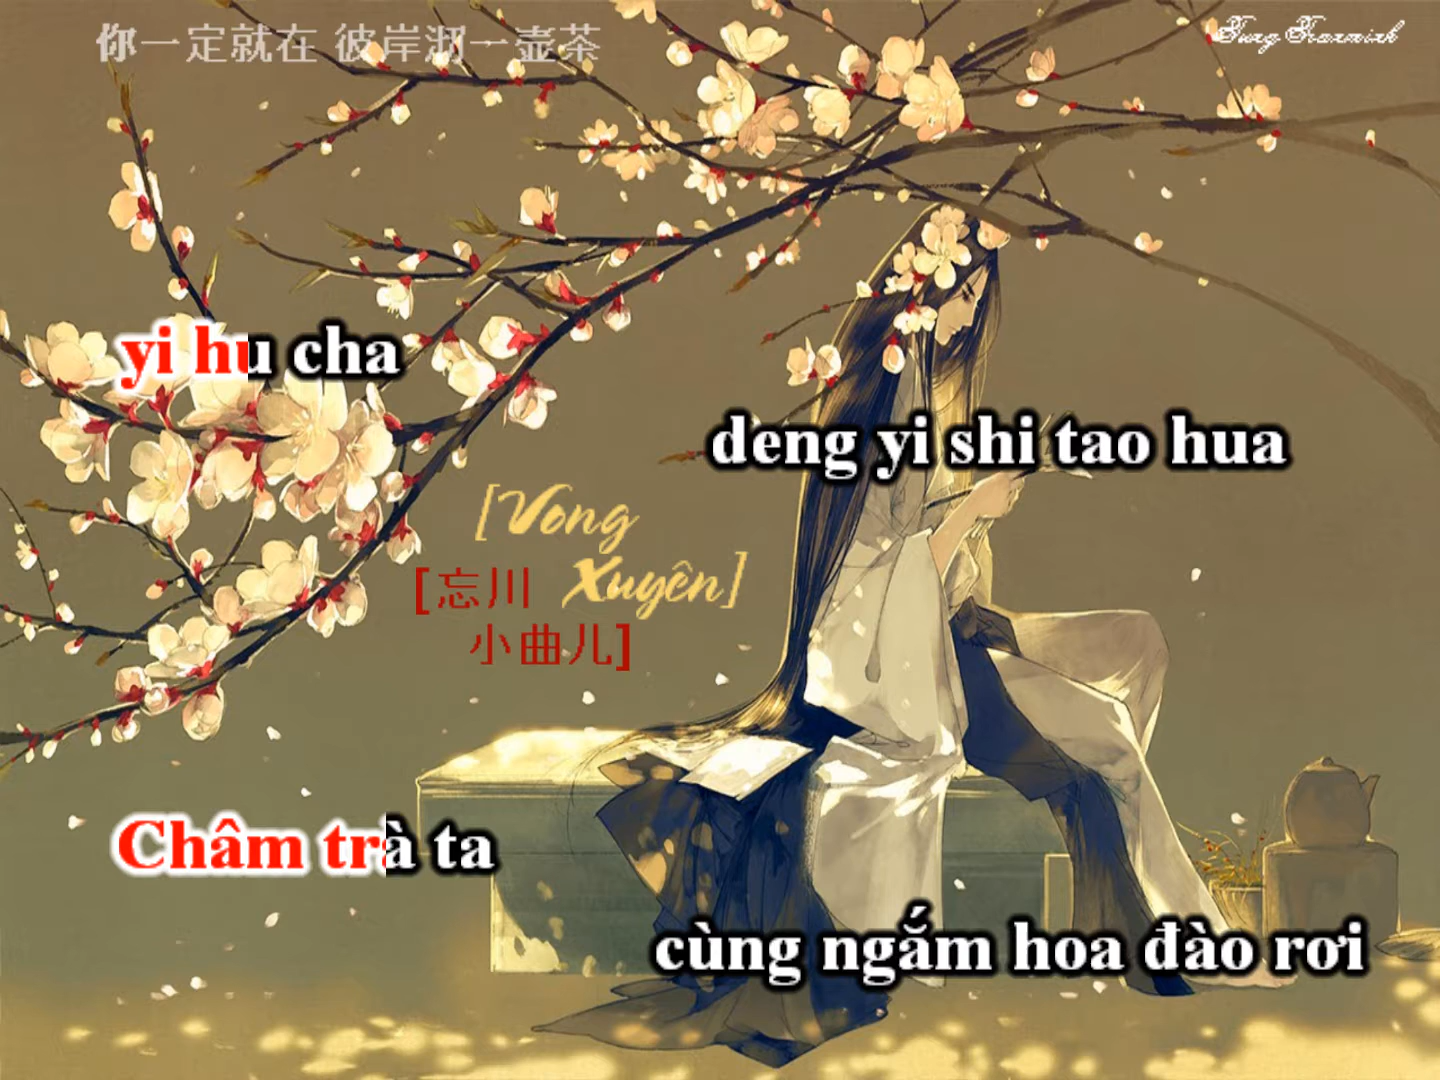 你一定就在 彼岸沏一壶茶
yi hu cha
deng yi shi tao hua
[Vong
Xuyên]
[忘川
小曲儿]
Châm trà ta
cùng ngắm hoa đào rơi